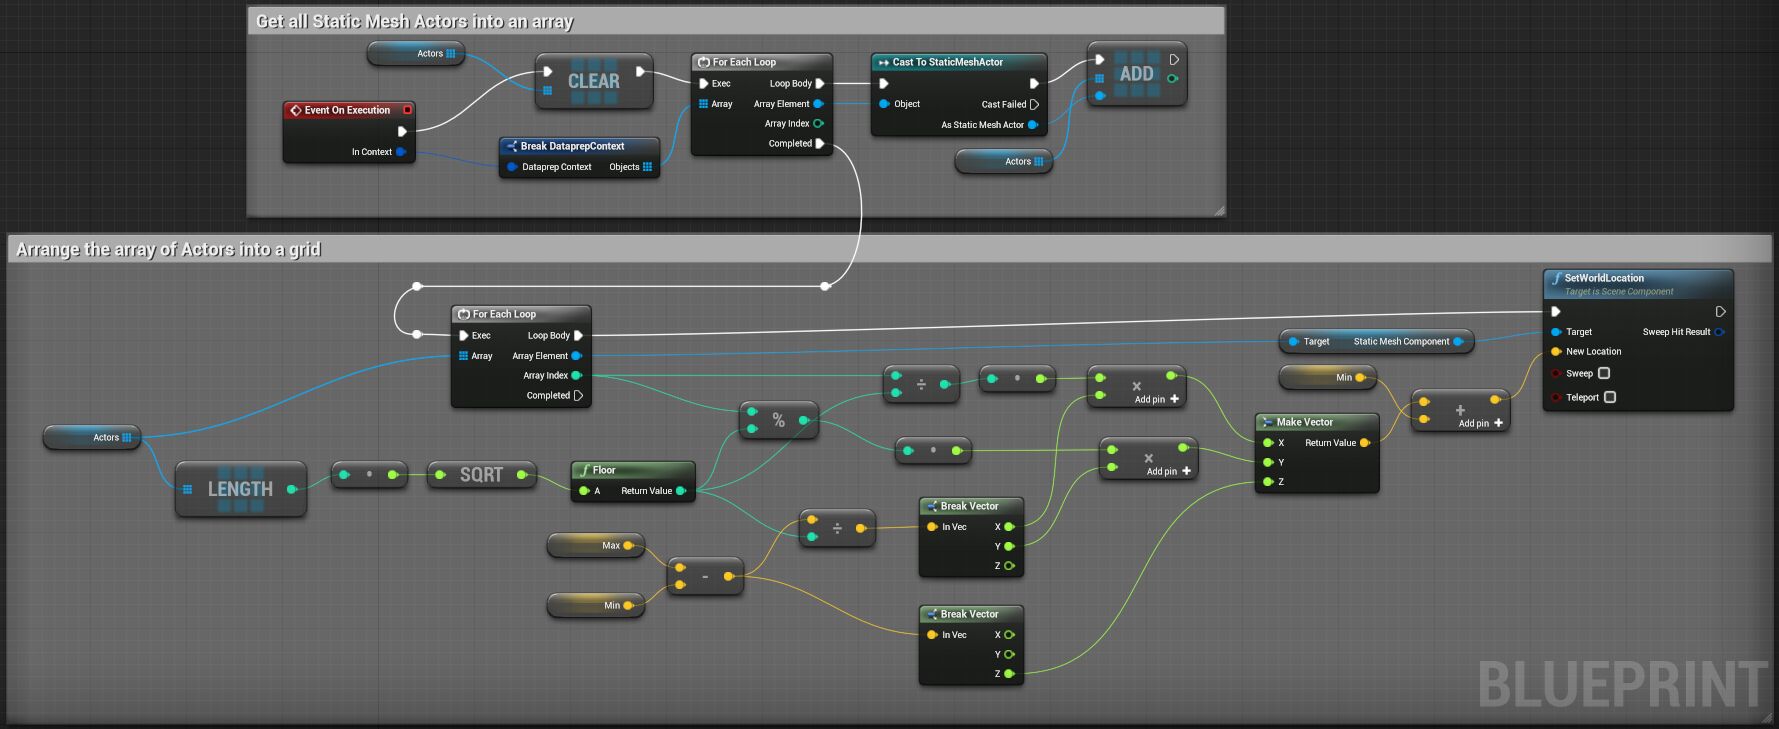 Get all Static Mesh Actors into an array
Actors
CLEAR
Event On Execution
In Context
Break DataprepContext
Dataprep Context Objects
For Each Loop
Exec Loop Body
Array Array Element
Array Index
Completed
Cast To StaticMeshActor
Object
Cast Failed
As Static Mesh Actor
ADD
Actors
Arrange the array of Actors into a grid
For Each Loop
Exec Loop Body
Array Array Element
Array Index
Completed
Actors
LENGTH
SQRT
f Floor
A Return Value
%
÷
×
Add pin +
×
Add pin +
Max
Min
-
÷
Break Vector
In Vec X
Y
Z
Break Vector
In Vec X
Y
Z
Make Vector
X Return Value
Y
Z
Target Static Mesh Component
Min
+
Add pin +
f SetWorldLocation
Target is Scene Component
Target Sweep Hit Result
New Location
Sweep
Teleport
BLUEPRINT